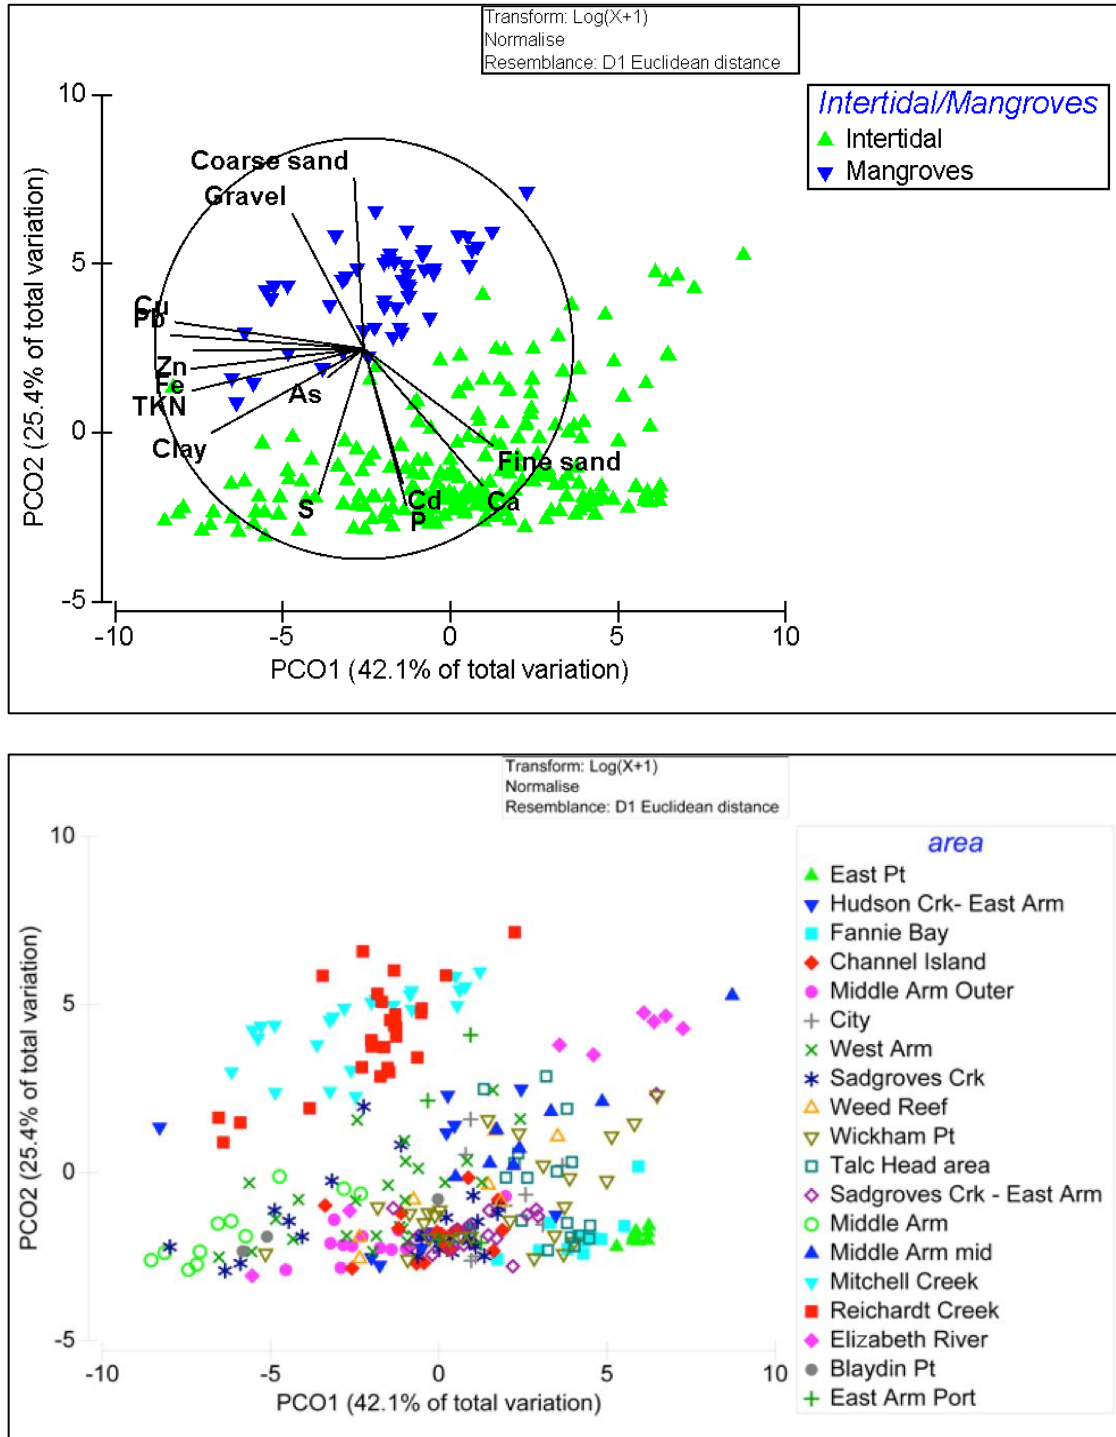 Transform: Log(X+1)
Normalise
Resemblance: D1 Euclidean distance
Intertidal/Mangroves
Intertidal
Mangroves
10
5
0
-5
PCO2 (25.4% of total variation)
Coarse sand
Gravel
Cu
Pb
Zn
Fe
TKN
As
Clay
Fine sand
S
Cd
Ca
P
-10
-5
0
5
10
PCO1 (42.1% of total variation)
Transform: Log(X+1)
Normalise
Resemblance: D1 Euclidean distance
10
5
0
-5
PCO2 (25.4% of total variation)
-10
-5
0
5
10
PCO1 (42.1% of total variation)
area
East Pt
Hudson Crk- East Arm
Fannie Bay
Channel Island
Middle Arm Outer
City
West Arm
Sadgroves Crk
Weed Reef
Wickham Pt
Talc Head area
Sadgroves Crk - East Arm
Middle Arm
Middle Arm mid
Mitchell Creek
Reichardt Creek
Elizabeth River
Blaydin Pt
East Arm Port